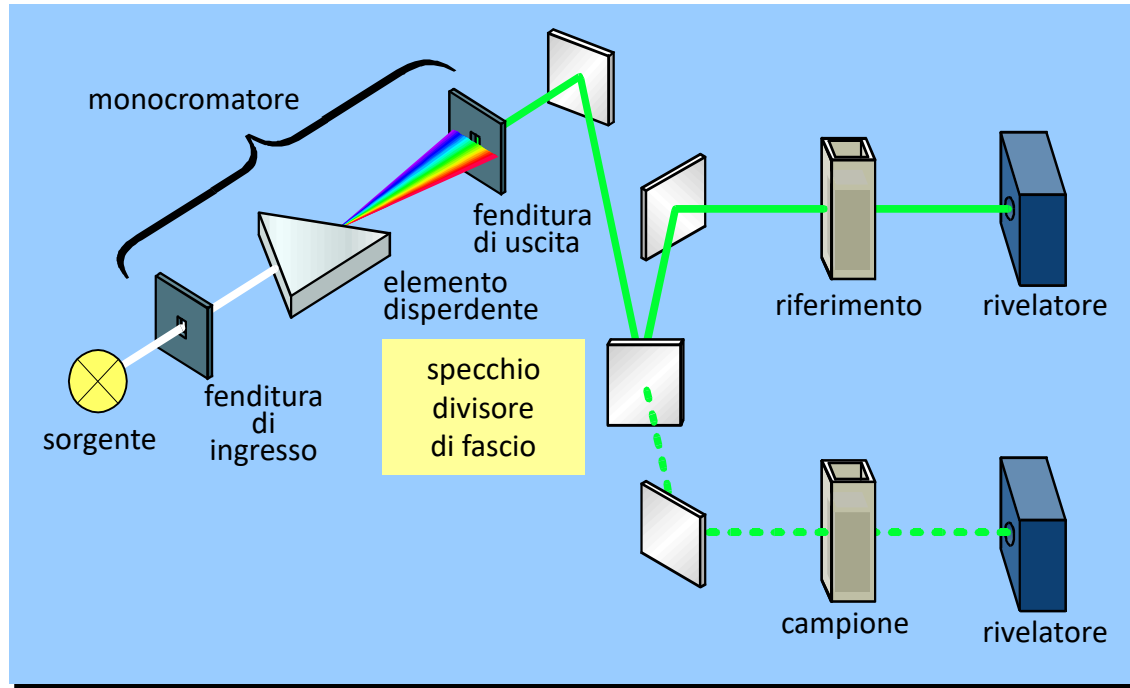 monocromatore
fenditura
di uscita
elemento
disperdente
riferimento
rivelatore
specchio
divisore
di fascio
fenditura
di
ingresso
sorgente
campione
rivelatore